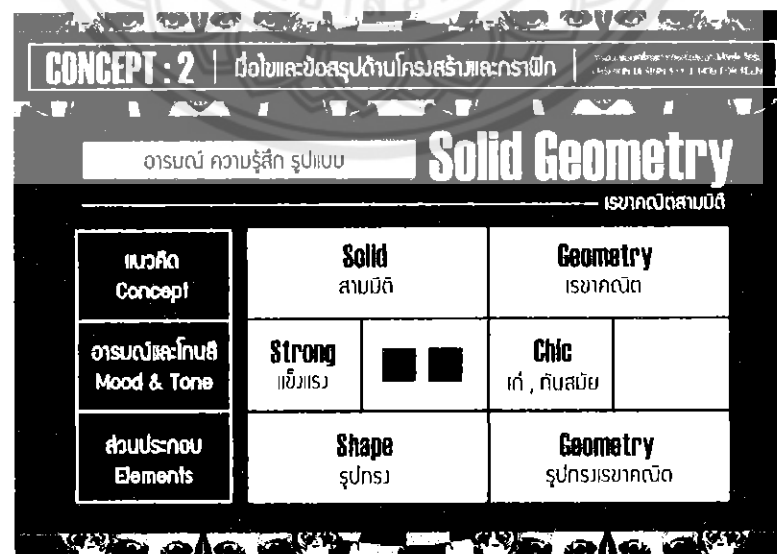 CONCEPT : 2 | มือไขและข้อสรุปด้านโครงสร้างและกราฟิก
อารมณ์ ความรู้สึก รูปแบบ
Solid Geometry
เรขาคณิตสามมิติ
แนวคิด
Concept
Solid
สามมิติ
Geometry
เรขาคณิต
อารมณ์และโทนสี
Mood & Tone
Strong
แข็งแรง
Chic
เก๋ , ทันสมัย
ส่วนประกอบ
Elements
Shape
รูปทรง
Geometry
รูปทรงเรขาคณิต